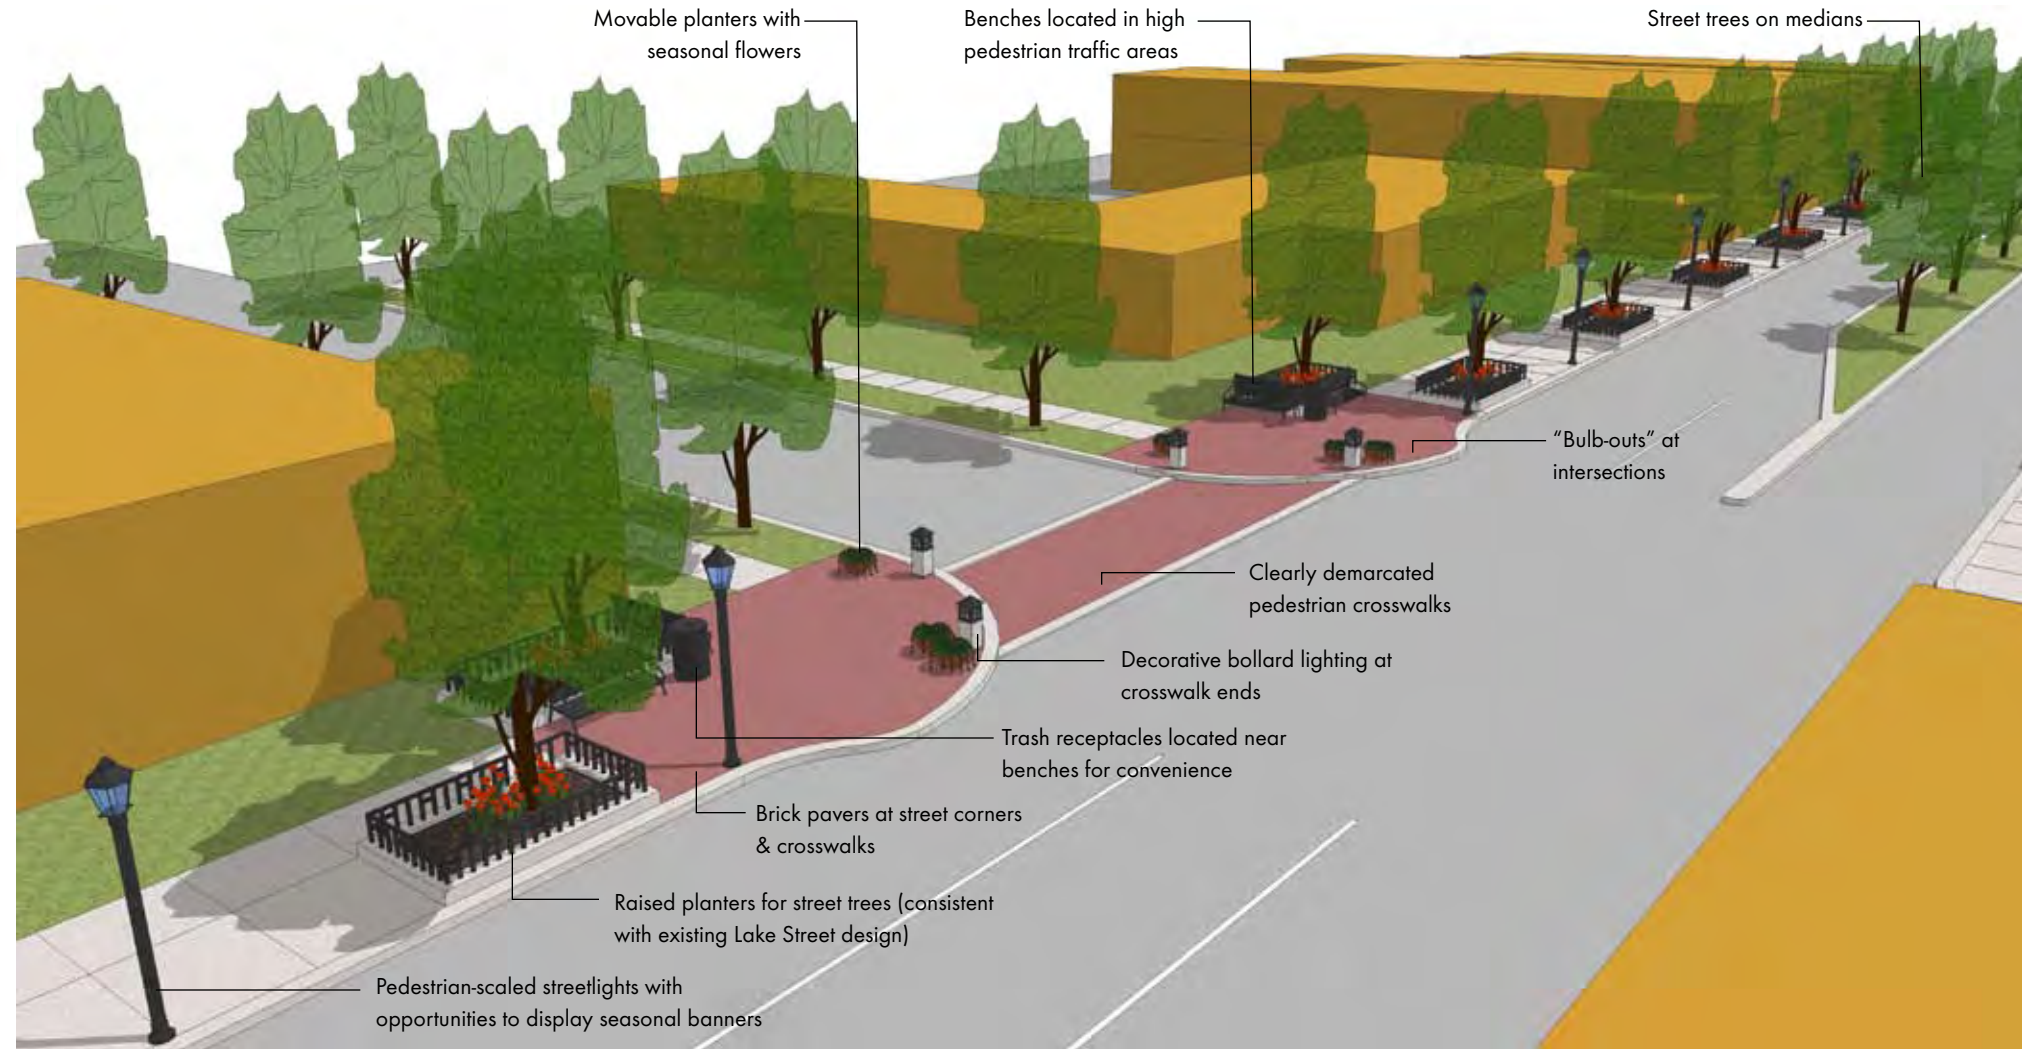 Movable planters with
seasonal flowers
Benches located in high
pedestrian traffic areas
Street trees on medians
“Bulb-outs” at
intersections
Clearly demarcated
pedestrian crosswalks
Decorative bollard lighting at
crosswalk ends
Trash receptacles located near
benches for convenience
Brick pavers at street corners
& crosswalks
Raised planters for street trees (consistent
with existing Lake Street design)
Pedestrian-scaled streetlights with
opportunities to display seasonal banners